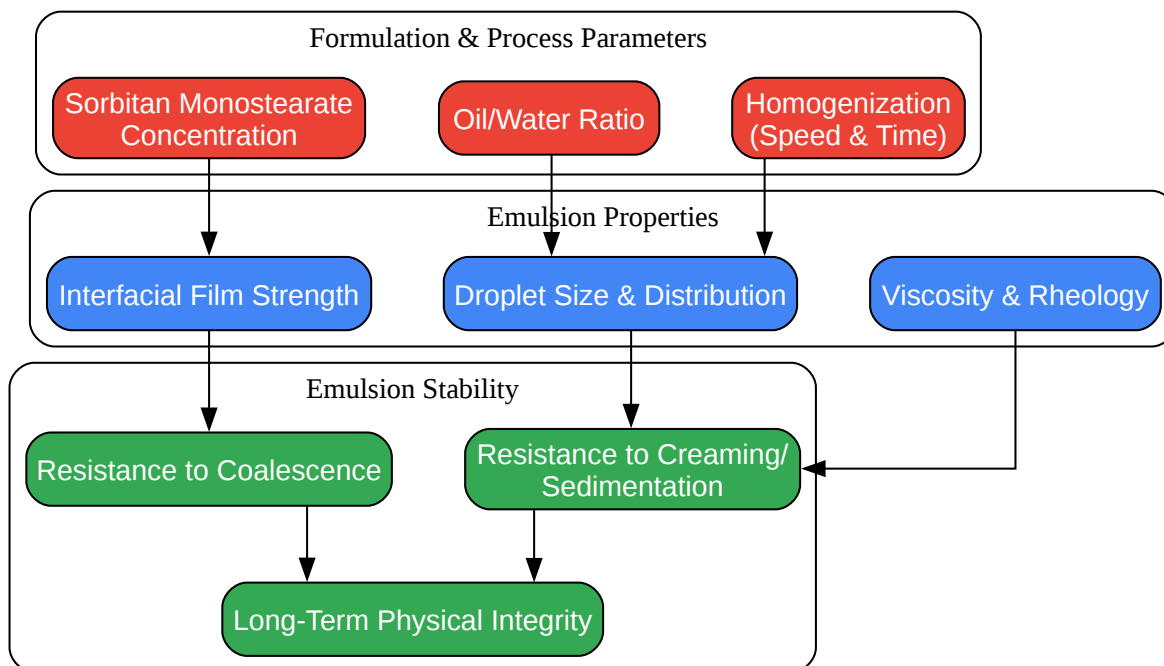 Formulation & Process Parameters
Sorbitan Monostearate
Concentration
Oil/Water Ratio
Homogenization
(Speed & Time)
Emulsion Properties
Interfacial Film Strength
Droplet Size & Distribution
Viscosity & Rheology
Emulsion Stability
Resistance to Coalescence
Resistance to Creaming/
Sedimentation
Long-Term Physical Integrity